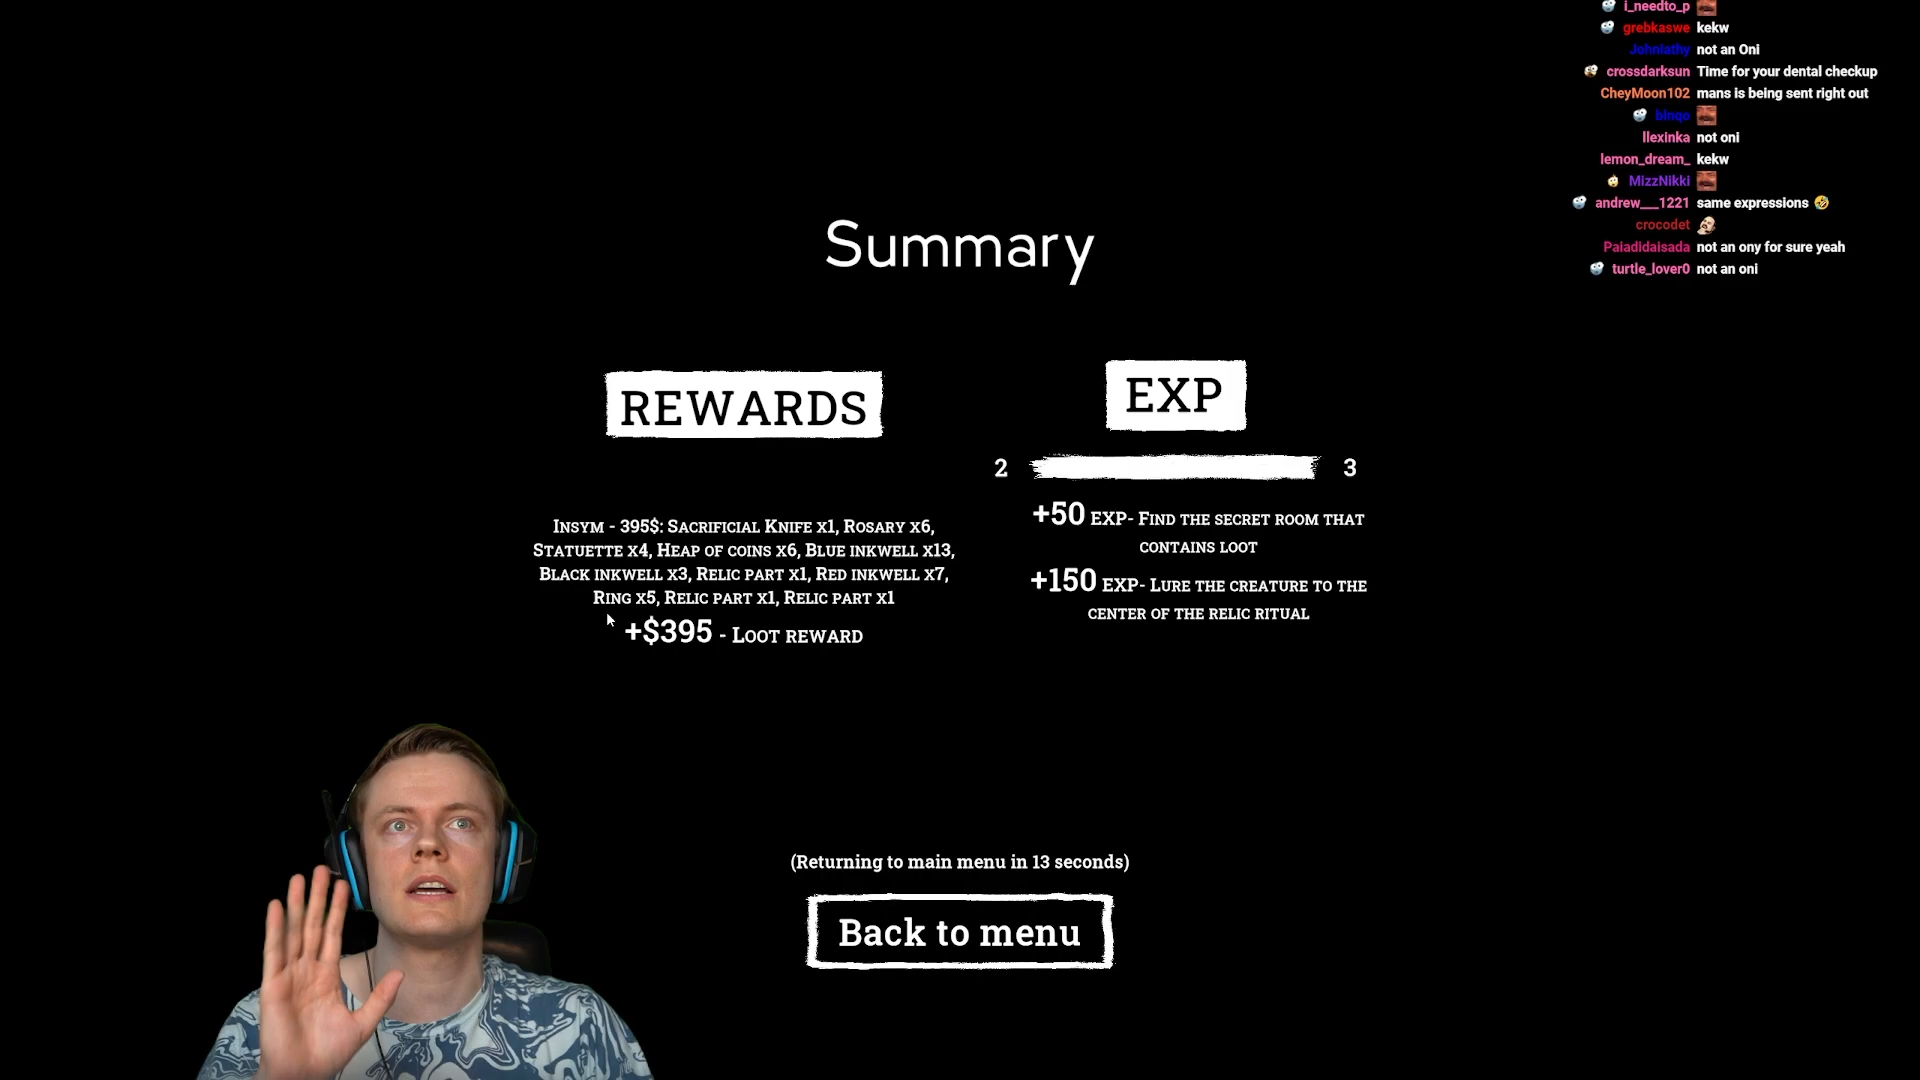 i_needto_p
grebkaswe kekw
Johniathy not an Oni
crossdarksun Time for your dental checkup
CheyMoon102 mans is being sent right out
binqo
llexinka not oni
lemon_dream_ kekw
MizzNikki
andrew___1221 same expressions
crocodet
Paiadidaisada not an ony for sure yeah
turtle_lover0 not an oni
Summary
REWARDS
Insym - 395$: Sacrificial Knife x1, Rosary x6,
Statuette x4, Heap of coins x6, Blue inkwell x13,
Black inkwell x3, Relic part x1, Red inkwell x7,
Ring x5, Relic part x1, Relic part x1
+$395 - Loot reward
EXP
2 3
+50 EXP- Find the secret room that
contains loot
+150 EXP- Lure the creature to the
center of the relic ritual
(Returning to main menu in 13 seconds)
Back to menu